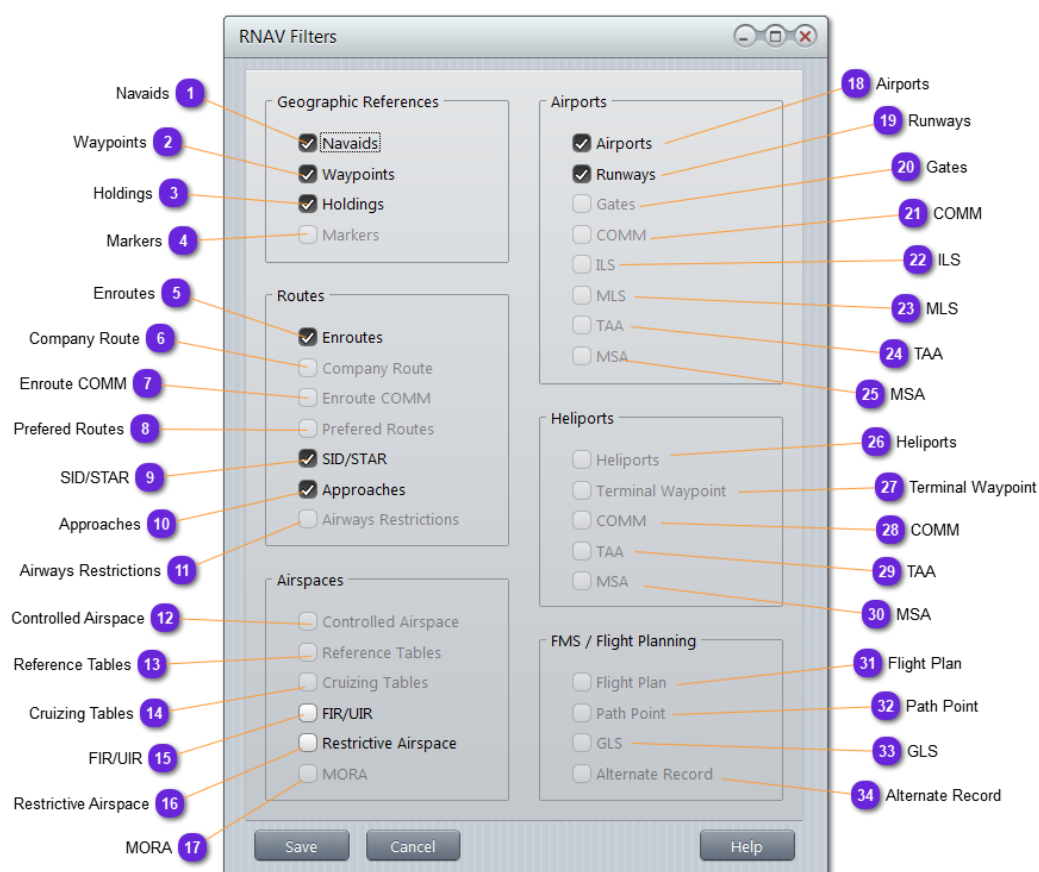 RNAV Filters
Navaids 1
Waypoints 2
Holdings 3
Markers 4
Enroutes 5
Company Route 6
Enroute COMM 7
Prefered Routes 8
SID/STAR 9
Approaches 10
Airways Restrictions 11
Controlled Airspace 12
Reference Tables 13
Cruizing Tables 14
FIR/UIR 15
Restrictive Airspace 16
MORA 17
Geographic References
Navaids
Waypoints
Holdings
Markers
Routes
Enroutes
Company Route
Enroute COMM
Prefered Routes
SID/STAR
Approaches
Airways Restrictions
Airspaces
Controlled Airspace
Reference Tables
Cruizing Tables
FIR/UIR
Restrictive Airspace
MORA
Airports
Airports
Runways
Gates
COMM
ILS
MLS
TAA
MSA
Heliports
Heliports
Terminal Waypoint
COMM
TAA
MSA
FMS / Flight Planning
Flight Plan
Path Point
GLS
Alternate Record
18 Airports
19 Runways
20 Gates
21 COMM
22 ILS
23 MLS
24 TAA
25 MSA
26 Heliports
27 Terminal Waypoint
28 COMM
29 TAA
30 MSA
31 Flight Plan
32 Path Point
33 GLS
34 Alternate Record
Save
Cancel
Help